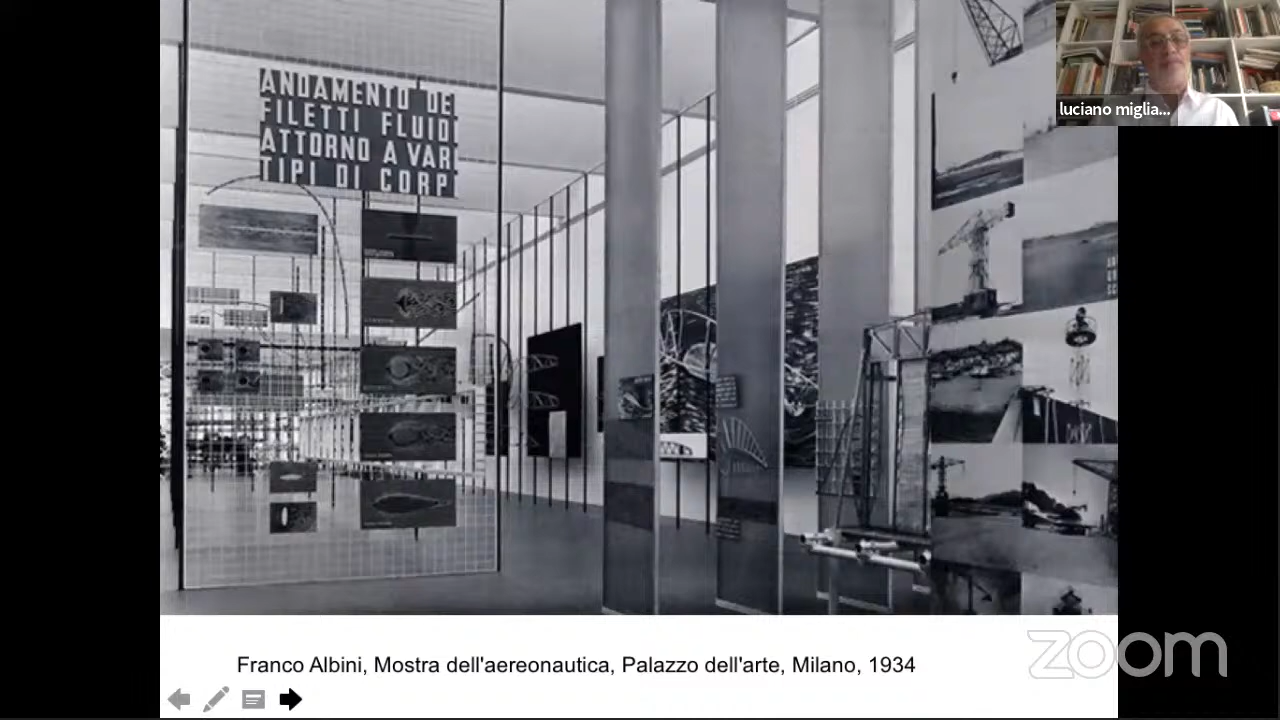 ANDAMENTO DE
FILETTI FLUIDI
ATTORNO A VAR
TIPI DI CORP
luciano miglia...
Franco Albini, Mostra dell'aereonautica, Palazzo dell'arte, Milano, 1934
zoom